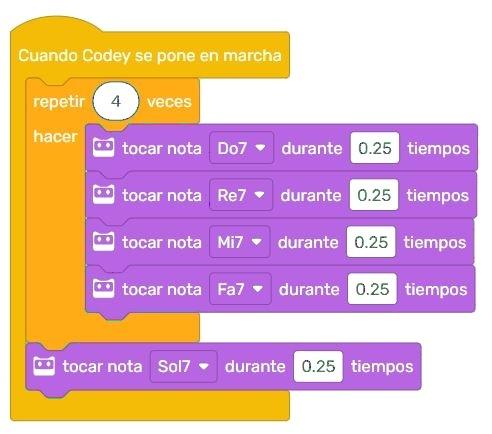 Cuando Codey se pone en marcha
repetir 4 veces
hacer
tocar nota Do7 durante 0.25 tiempos
tocar nota Re7 durante 0.25 tiempos
tocar nota Mi7 durante 0.25 tiempos
tocar nota Fa7 durante 0.25 tiempos
tocar nota Sol7 durante 0.25 tiempos